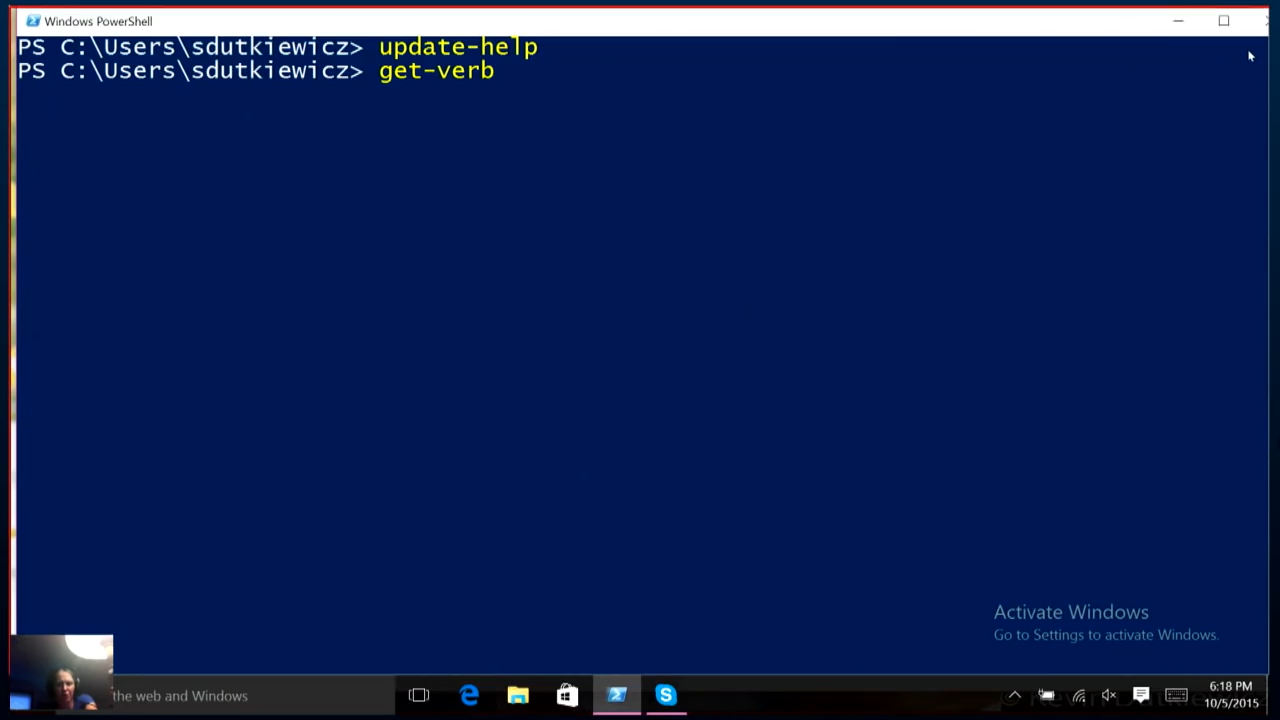 Windows PowerShell
PS C:\Users\sdutkiewicz> update-help
PS C:\Users\sdutkiewicz> get-verb
Activate Windows
Go to Settings to activate Windows.
the web and Windows
6:18 PM
10/5/2015